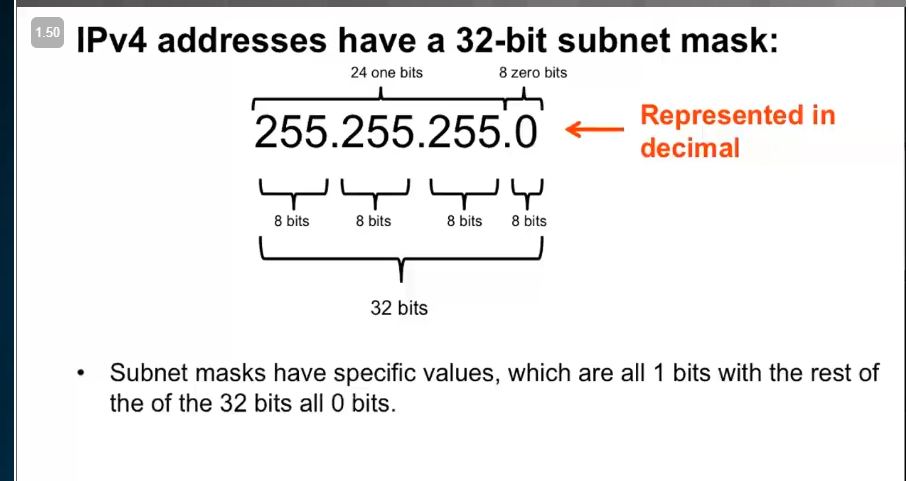 1.50
IPv4 addresses have a 32-bit subnet mask:
24 one bits 8 zero bits
255.255.255.0
Represented in
decimal
8 bits 8 bits 8 bits 8 bits
32 bits
• Subnet masks have specific values, which are all 1 bits with the rest of
the of the 32 bits all 0 bits.